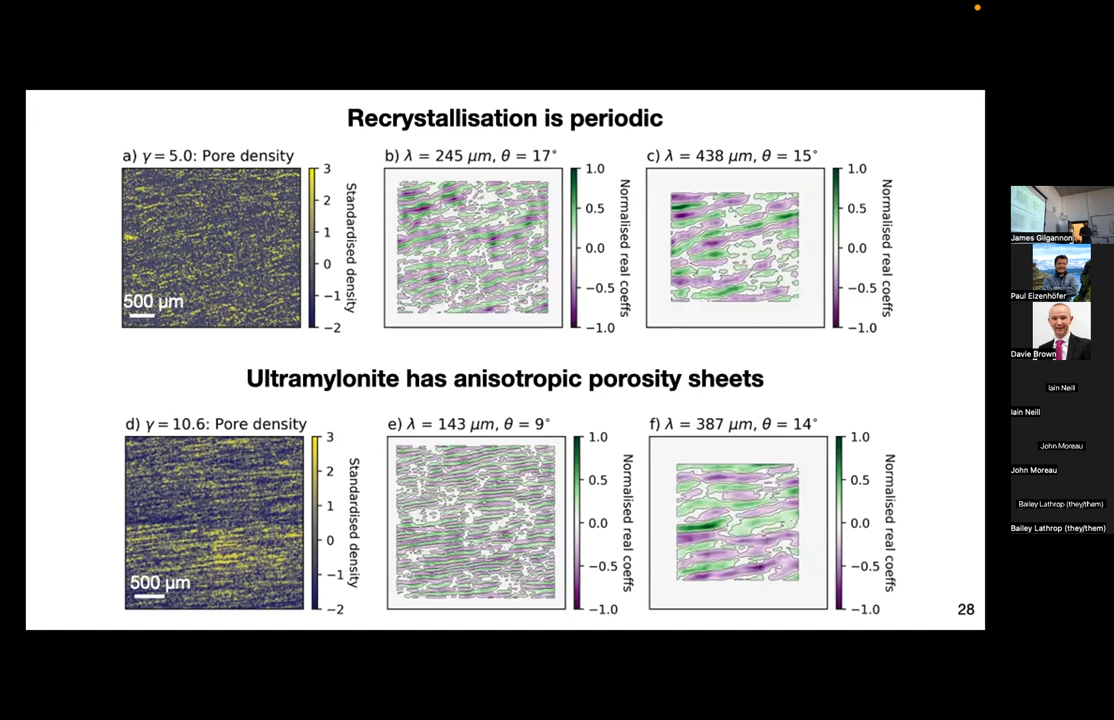 Recrystallisation is periodic
a) γ = 5.0: Pore density
b) λ = 245 μm, θ = 17°
c) λ = 438 μm, θ = 15°
3
2
1
0
−1
−2
Standardised density
500 μm
1.0
0.5
0.0
−0.5
−1.0
Normalised real coeffs
1.0
0.5
0.0
−0.5
−1.0
Normalised real coeffs
Ultramylonite has anisotropic porosity sheets
d) γ = 10.6: Pore density
e) λ = 143 μm, θ = 9°
f) λ = 387 μm, θ = 14°
3
2
1
0
−1
−2
Standardised density
500 μm
1.0
0.5
0.0
−0.5
−1.0
Normalised real coeffs
1.0
0.5
0.0
−0.5
−1.0
Normalised real coeffs
28
James Gilgannon
Paul Eizenhöfer
Davie Brown
Iain Neill
Iain Neill
John Moreau
John Moreau
Bailey Lathrop (they/them)
Bailey Lathrop (they/them)